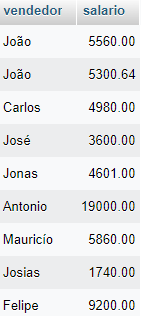 vendedor salario
João 5560.00
João 5300.64
Carlos 4980.00
José 3600.00
Jonas 4601.00
Antonio 19000.00
Mauricío 5860.00
Josias 1740.00
Felipe 9200.00